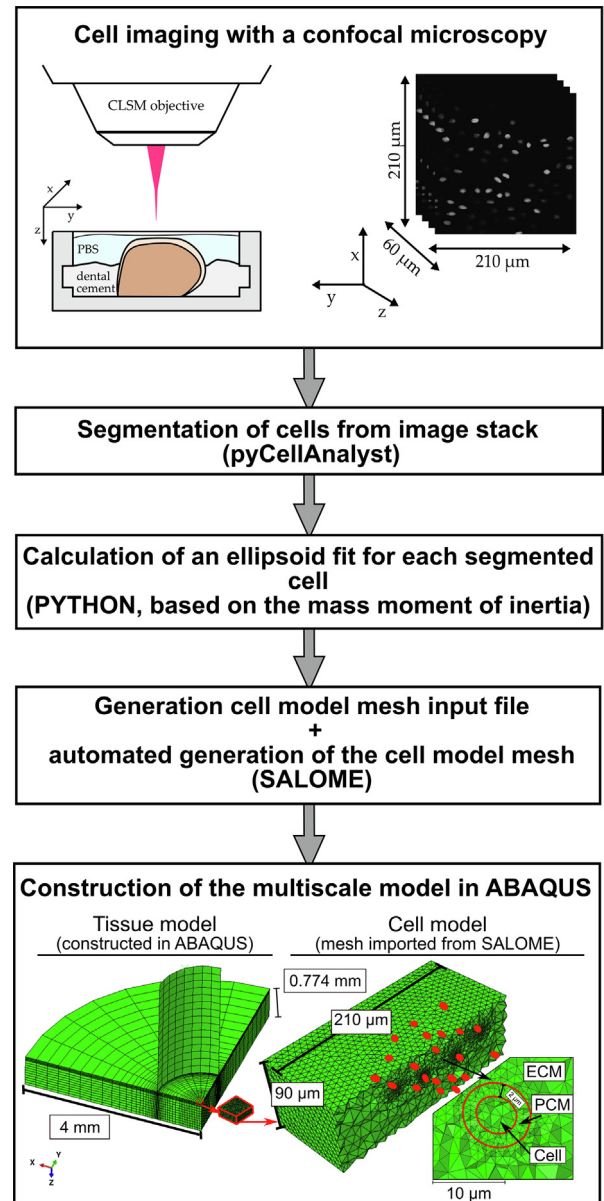 Cell imaging with a confocal microscopy
CLSM objective
x
y
z
PBS
dental
cement
210 µm
60 µm
210 µm
x
y
z
Segmentation of cells from image stack
(pyCellAnalyst)
Calculation of an ellipsoid fit for each segmented
cell
(PYTHON, based on the mass moment of inertia)
Generation cell model mesh input file
+
automated generation of the cell model mesh
(SALOME)
Construction of the multiscale model in ABAQUS
Tissue model
(constructed in ABAQUS)
Cell model
(mesh imported from SALOME)
0.774 mm
210 µm
90 µm
4 mm
ECM
2 µm
PCM
Cell
10 µm
X
Y
Z